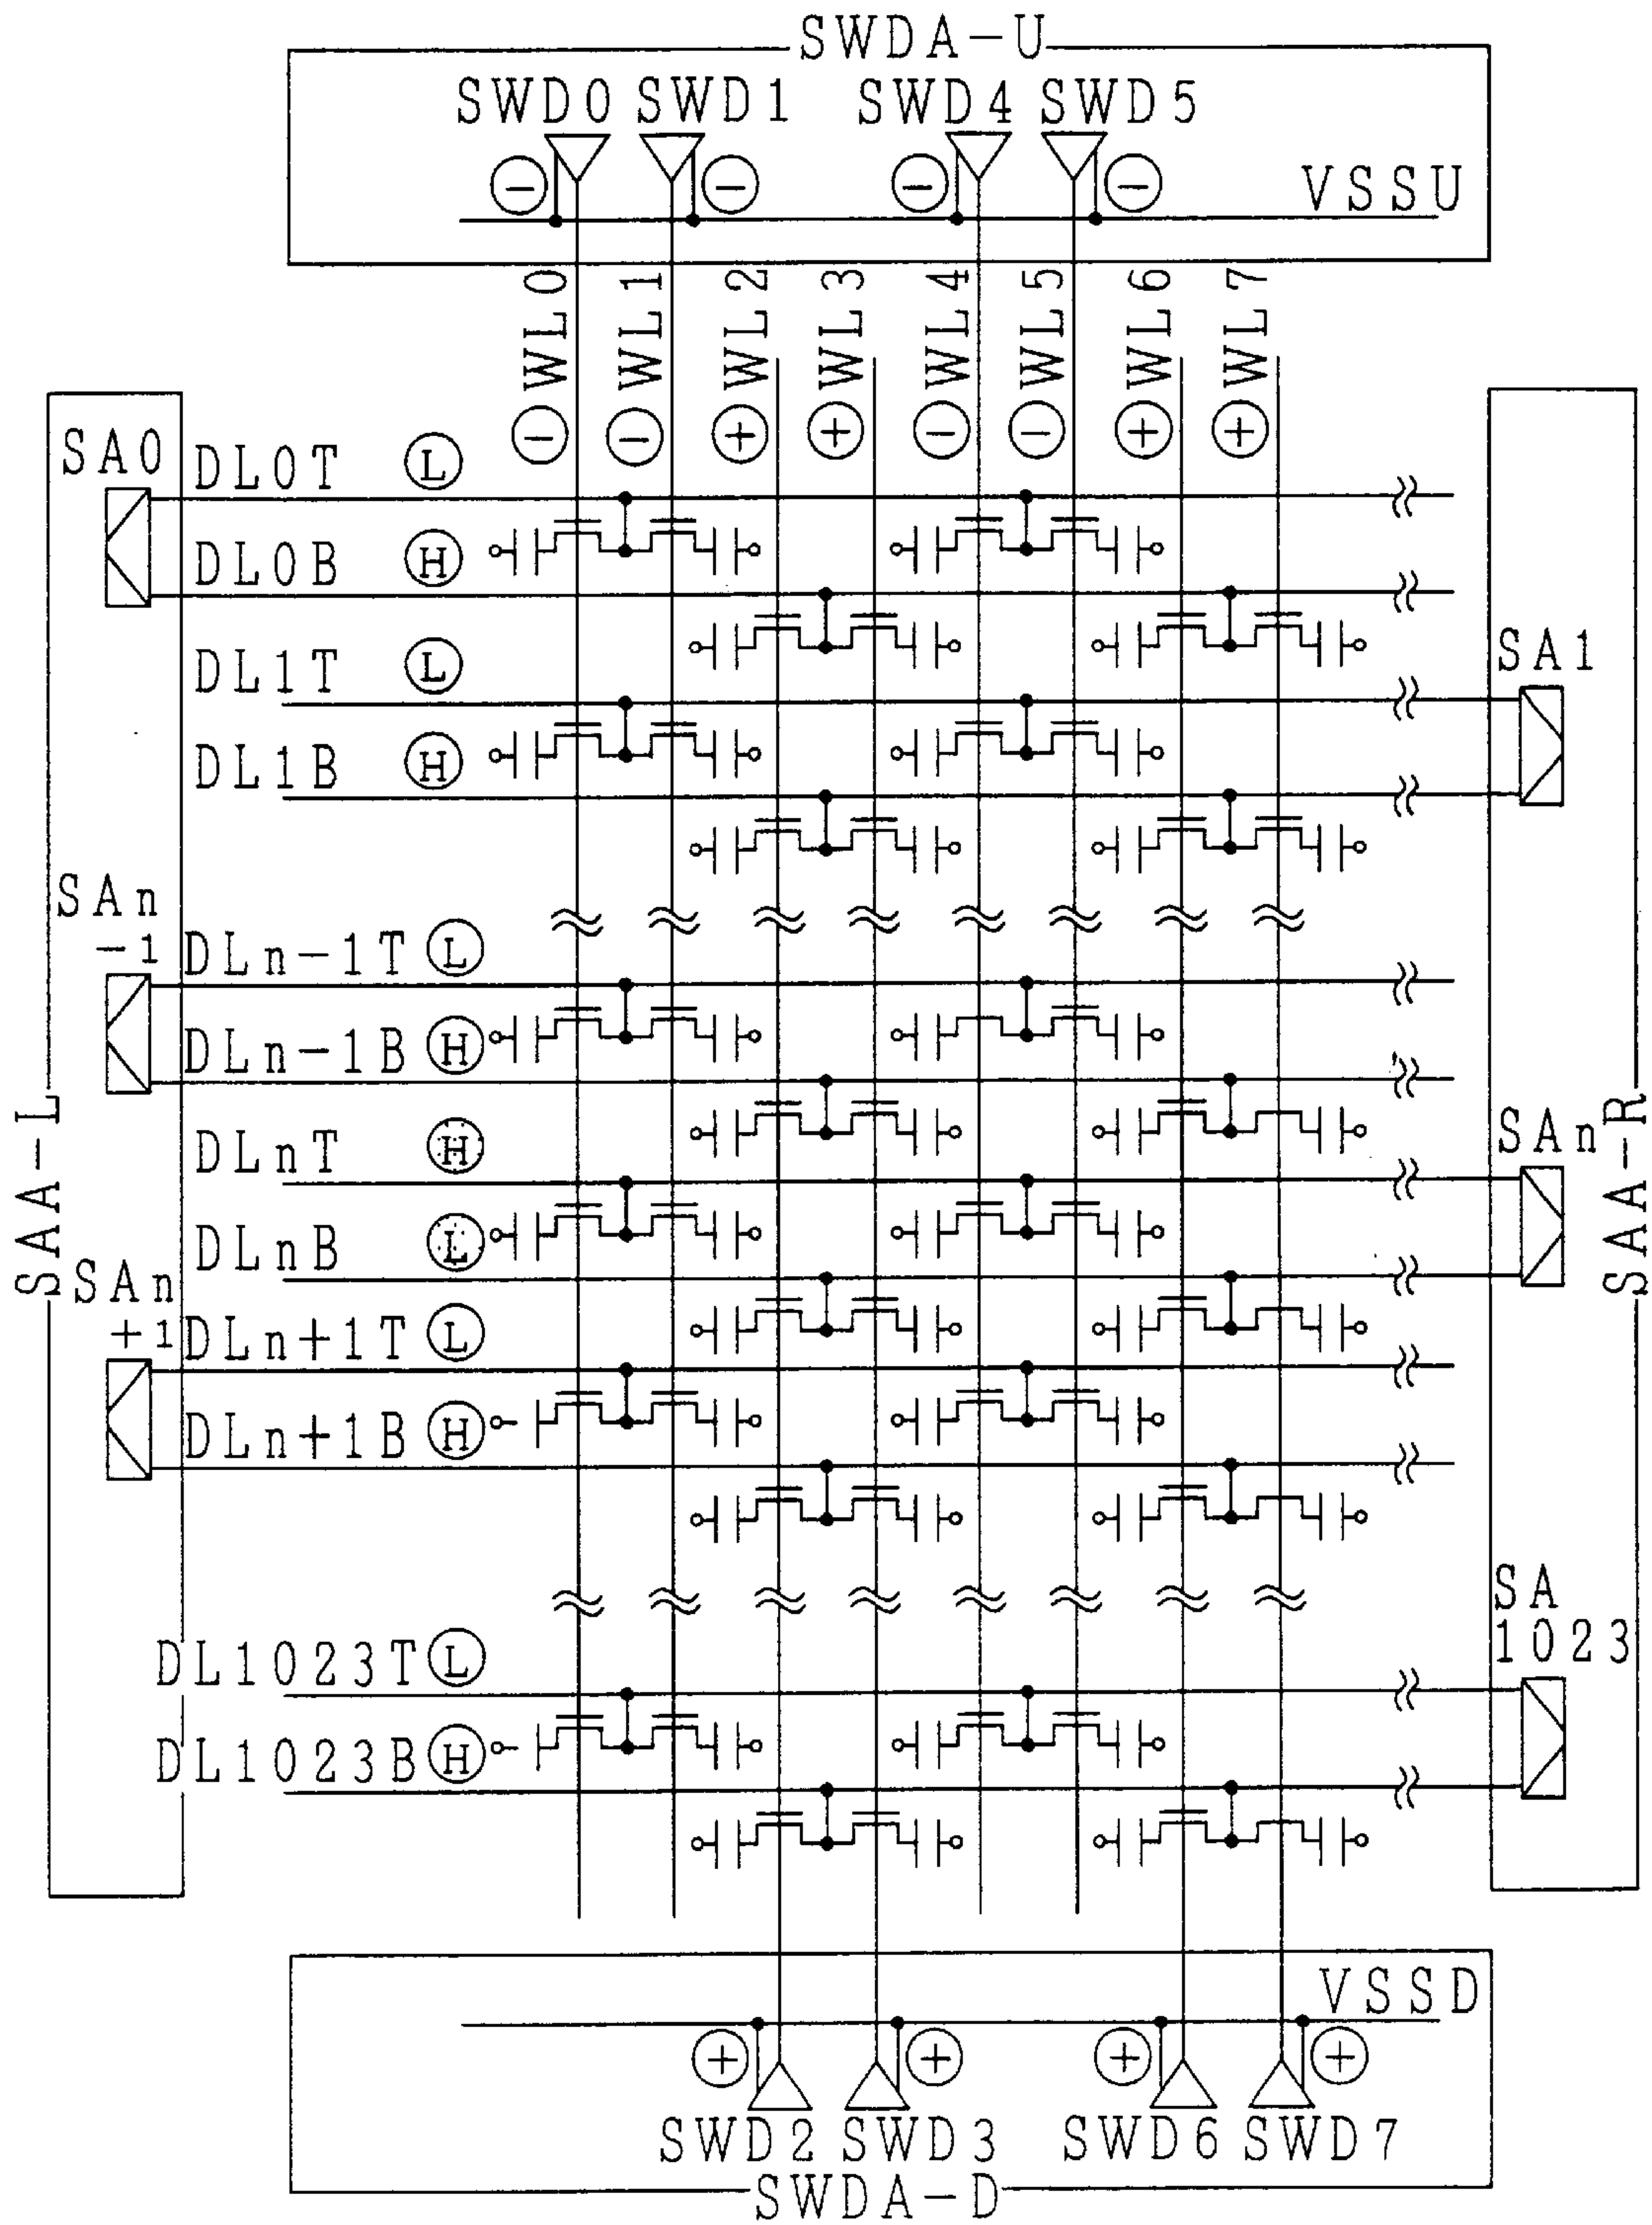 SWDA-U
SWD0 SWD1 SWD4 SWD5
- - - -
VSSU
WL0 WL1 WL2 WL3 WL4 WL5 WL6 WL7
- - + + - - + +
SA0
DL0T L
DL0B H
DL1T L
SA1
DL1B H
SAn
-1
DLn-1T L
DLn-1B H
SAA-L
SAA-R
DLnT H
SAn
DLnB L
SAn
+1
DLn+1T L
DLn+1B H
SA
1023
DL1023T L
DL1023B H
VSSD
+ + + +
SWD2 SWD3 SWD6 SWD7
SWDA-D